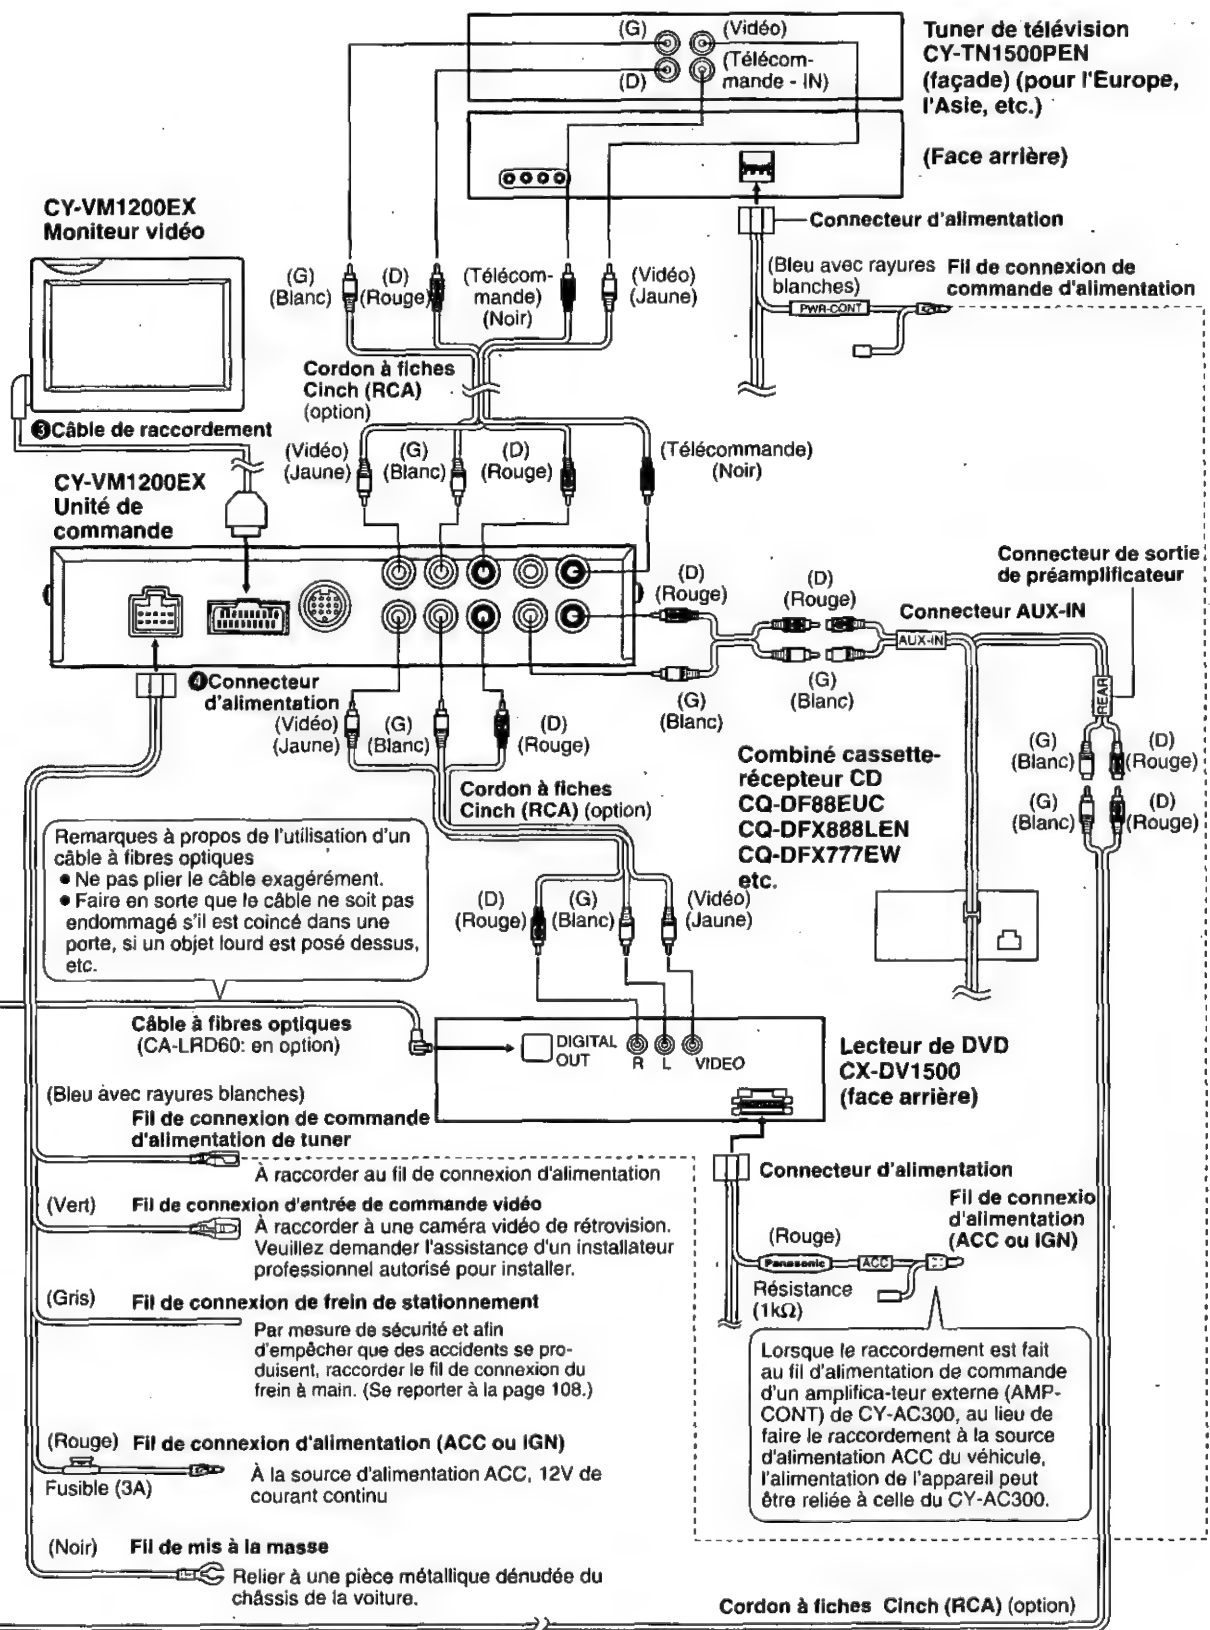 (G)
(Vidéo)
(D)
(Télécom-
mande - IN)
Tuner de télévision
CY-TN1500PEN
(façade) (pour l'Europe,
l'Asie, etc.)
(Face arrière)
Connecteur d'alimentation
CY-VM1200EX
Moniteur vidéo
(G)
(Blanc)
(D)
(Rouge)
(Télécom-
mande)
(Noir)
(Vidéo)
(Jaune)
(Bleu avec rayures
blanches)
Fil de connexion de
commande d'alimentation
PWR-CONT
Cordon à fiches
Cinch (RCA)
(option)
❸Câble de raccordement
(Vidéo)
(Jaune)
(G)
(Blanc)
(D)
(Rouge)
(Télécommande)
(Noir)
CY-VM1200EX
Unité de
commande
Connecteur de sortie
de préamplificateur
(D)
(Rouge)
(D)
(Rouge)
Connecteur AUX-IN
AUX-IN
(G)
(Blanc)
(G)
(Blanc)
REAR
❹Connecteur
d'alimentation
(Vidéo)
(Jaune)
(G)
(Blanc)
(D)
(Rouge)
(G)
(Blanc)
(D)
(Rouge)
(G)
(Blanc)
(D)
(Rouge)
Combiné cassette-
récepteur CD
CQ-DF88EUC
CQ-DFX888LEN
CQ-DFX777EW
etc.
Cordon à fiches
Cinch (RCA) (option)
Remarques à propos de l'utilisation d'un
câble à fibres optiques
● Ne pas plier le câble exagérément.
● Faire en sorte que le câble ne soit pas
endommagé s'il est coincé dans une
porte, si un objet lourd est posé dessus,
etc.
(D)
(Rouge)
(G)
(Blanc)
(Vidéo)
(Jaune)
Câble à fibres optiques
(CA-LRD60: en option)
DIGITAL
OUT
R
L
VIDEO
Lecteur de DVD
CX-DV1500
(face arrière)
(Bleu avec rayures blanches)
Fil de connexion de commande
d'alimentation de tuner
À raccorder au fil de connexion d'alimentation
Connecteur d'alimentation
(Vert)
Fil de connexion d'entrée de commande vidéo
À raccorder à une caméra vidéo de rétrovision.
Veuillez demander l'assistance d'un installateur
professionnel autorisé pour installer.
Fil de connexio
d'alimentation
(ACC ou IGN)
(Rouge)
Panasonic
ACC
Résistance
(1kΩ)
(Gris)
Fil de connexion de frein de stationnement
Par mesure de sécurité et afin
d'empêcher que des accidents se pro-
duisent, raccorder le fil de connexion du
frein à main. (Se reporter à la page 108.)
Lorsque le raccordement est fait
au fil d'alimentation de commande
d'un amplifica-teur externe (AMP-
CONT) de CY-AC300, au lieu de
faire le raccordement à la source
d'alimentation ACC du véhicule,
l'alimentation de l'appareil peut
être reliée à celle du CY-AC300.
(Rouge)
Fil de connexion d'alimentation (ACC ou IGN)
À la source d'alimentation ACC, 12V de
courant continu
Fusible (3A)
(Noir)
Fil de mis à la masse
Relier à une pièce métallique dénudée du
châssis de la voiture.
Cordon à fiches Cinch (RCA) (option)